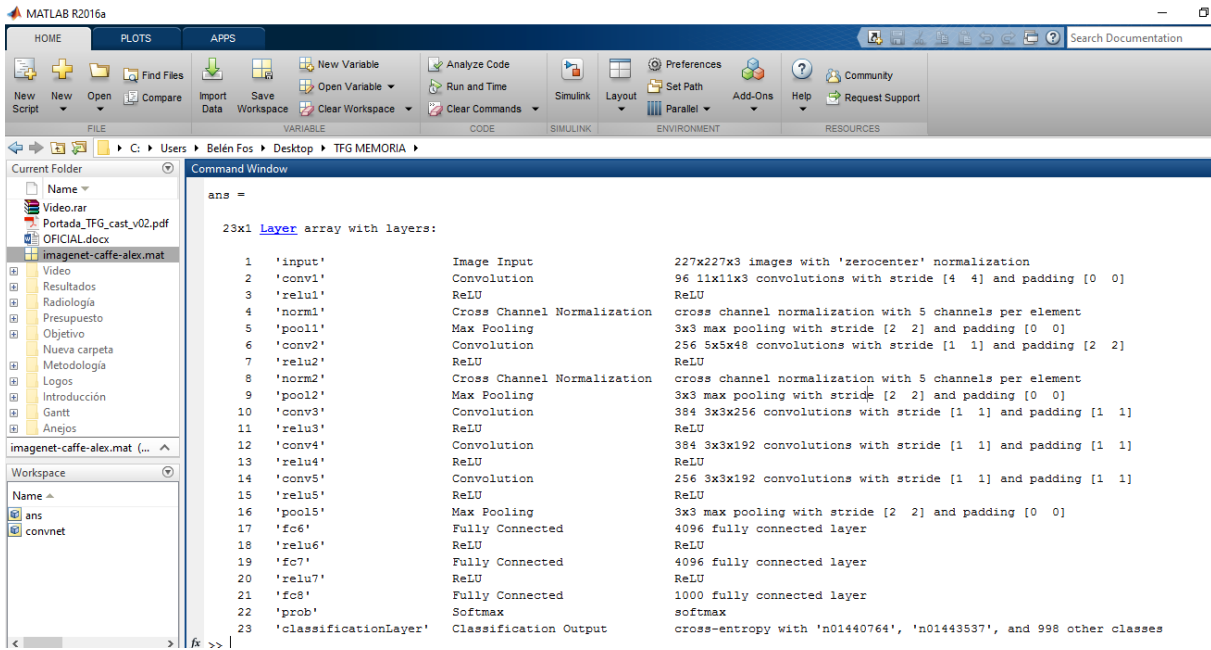 MATLAB R2016a
HOME PLOTS APPS Search Documentation
New Script New Open Find Files Compare Import Data Save Workspace New Variable Open Variable Clear Workspace Analyze Code Run and Time Clear Commands Simulink Layout Preferences Set Path Parallel Add-Ons Help Community Request Support
FILE VARIABLE CODE SIMULINK ENVIRONMENT RESOURCES
C: Users Belén Fos Desktop TFG MEMORIA
Current Folder
Name
Video.rar
Portada_TFG_cast_v02.pdf
OFICIAL.docx
imagenet-caffe-alex.mat
Video
Resultados
Radiología
Presupuesto
Objetivo
Nueva carpeta
Metodología
Logos
Introducción
Gantt
Anejos
imagenet-caffe-alex.mat (...
Workspace
Name
ans
convnet
Command Window
ans =
23x1 Layer array with layers:
1 'input' Image Input 227x227x3 images with 'zerocenter' normalization
2 'conv1' Convolution 96 11x11x3 convolutions with stride [4 4] and padding [0 0]
3 'relu1' ReLU ReLU
4 'norm1' Cross Channel Normalization cross channel normalization with 5 channels per element
5 'pool1' Max Pooling 3x3 max pooling with stride [2 2] and padding [0 0]
6 'conv2' Convolution 256 5x5x48 convolutions with stride [1 1] and padding [2 2]
7 'relu2' ReLU ReLU
8 'norm2' Cross Channel Normalization cross channel normalization with 5 channels per element
9 'pool2' Max Pooling 3x3 max pooling with stride [2 2] and padding [0 0]
10 'conv3' Convolution 384 3x3x256 convolutions with stride [1 1] and padding [1 1]
11 'relu3' ReLU ReLU
12 'conv4' Convolution 384 3x3x192 convolutions with stride [1 1] and padding [1 1]
13 'relu4' ReLU ReLU
14 'conv5' Convolution 256 3x3x192 convolutions with stride [1 1] and padding [1 1]
15 'relu5' ReLU ReLU
16 'pool5' Max Pooling 3x3 max pooling with stride [2 2] and padding [0 0]
17 'fc6' Fully Connected 4096 fully connected layer
18 'relu6' ReLU ReLU
19 'fc7' Fully Connected 4096 fully connected layer
20 'relu7' ReLU ReLU
21 'fc8' Fully Connected 1000 fully connected layer
22 'prob' Softmax softmax
23 'classificationLayer' Classification Output cross-entropy with 'n01440764', 'n01443537', and 998 other classes
fx >>